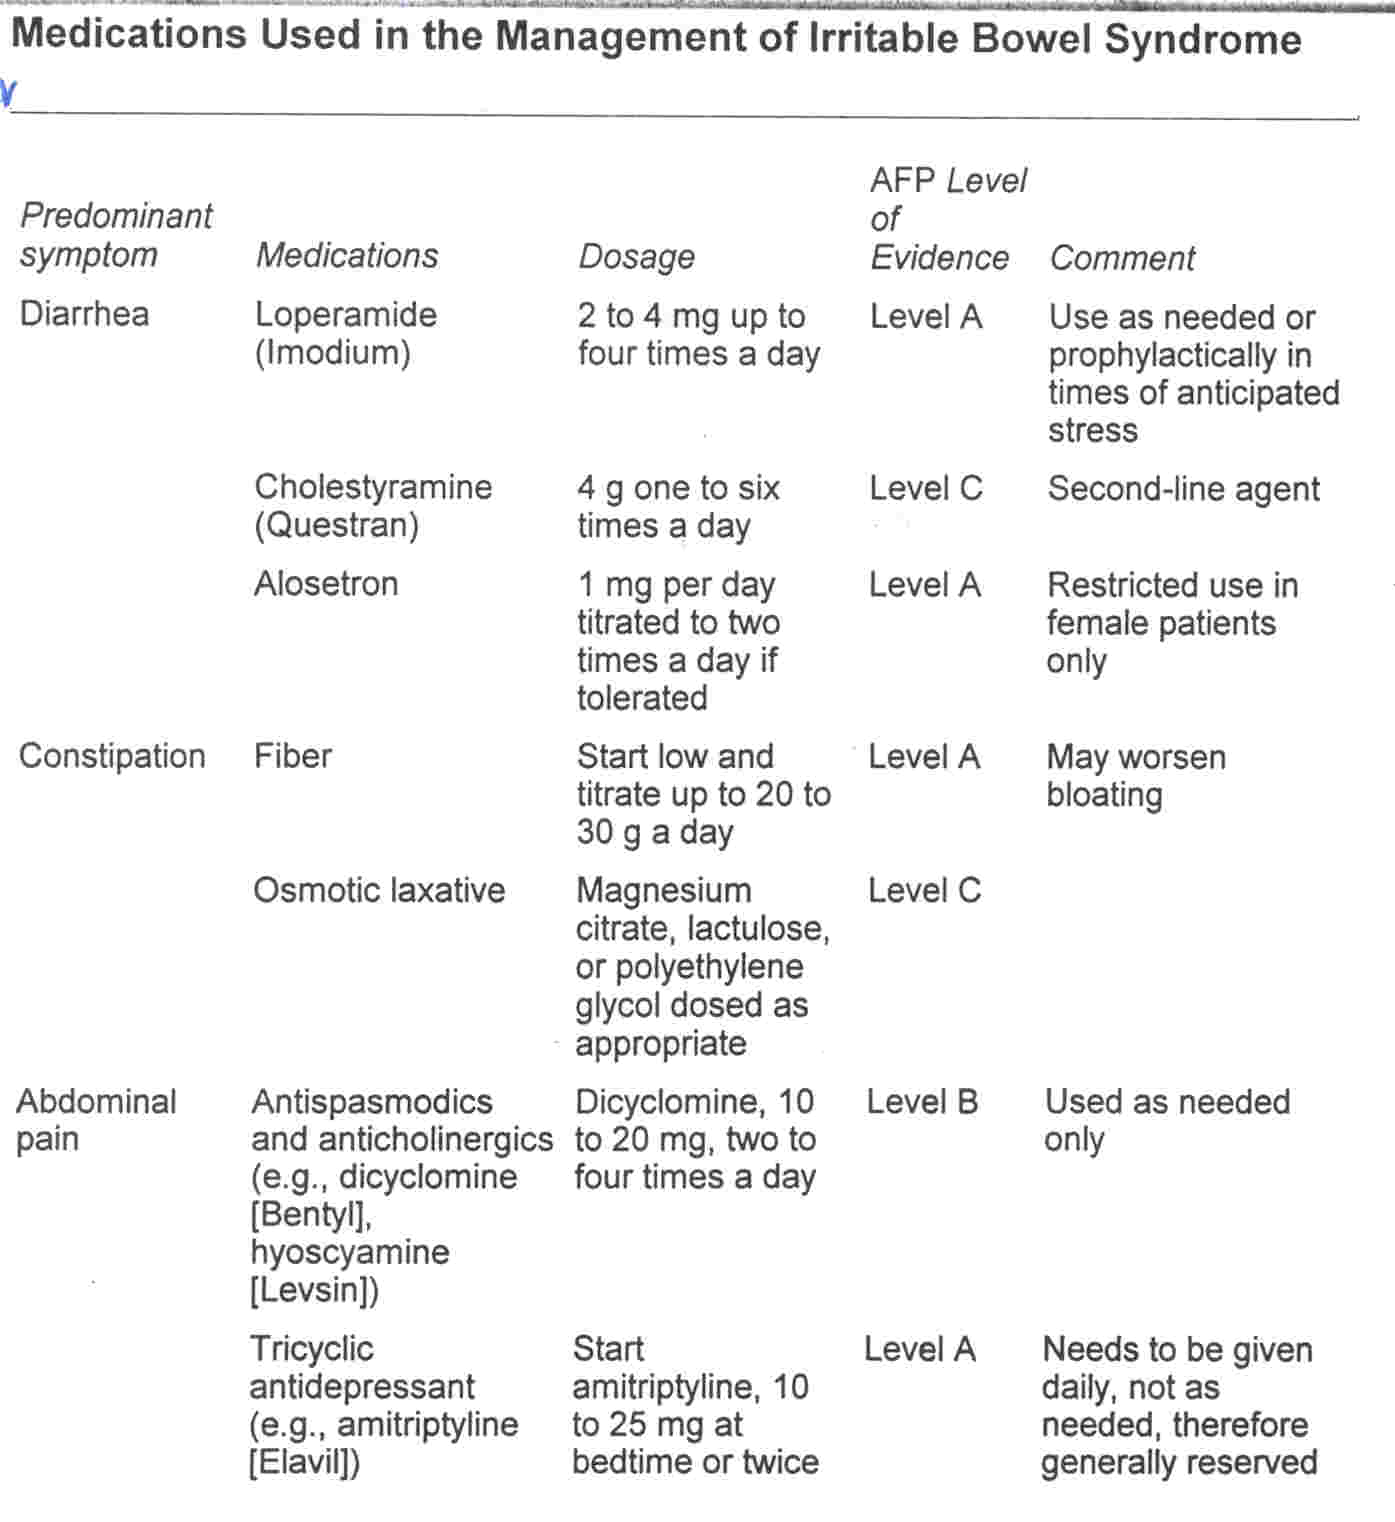 Medications Used in the Management of Irritable Bowel Syndrome
AFP Level
of
Predominant
symptom Medications Dosage Evidence Comment
Diarrhea Loperamide 2 to 4 mg up to Level A Use as needed or
(Imodium) four times a day prophylactically in
times of anticipated
stress
Cholestyramine 4 g one to six Level C Second-line agent
(Questran) times a day
Alosetron 1 mg per day Level A Restricted use in
titrated to two female patients
times a day if only
tolerated
Constipation Fiber Start low and Level A May worsen
titrate up to 20 to bloating
30 g a day
Osmotic laxative Magnesium Level C
citrate, lactulose,
or polyethylene
glycol dosed as
appropriate
Abdominal Antispasmodics Dicyclomine, 10 Level B Used as needed
pain and anticholinergics to 20 mg, two to only
(e.g., dicyclomine four times a day
[Bentyl],
hyoscyamine
[Levsin])
Tricyclic Start Level A Needs to be given
antidepressant amitriptyline, 10 daily, not as
(e.g., amitriptyline to 25 mg at needed, therefore
[Elavil]) bedtime or twice generally reserved